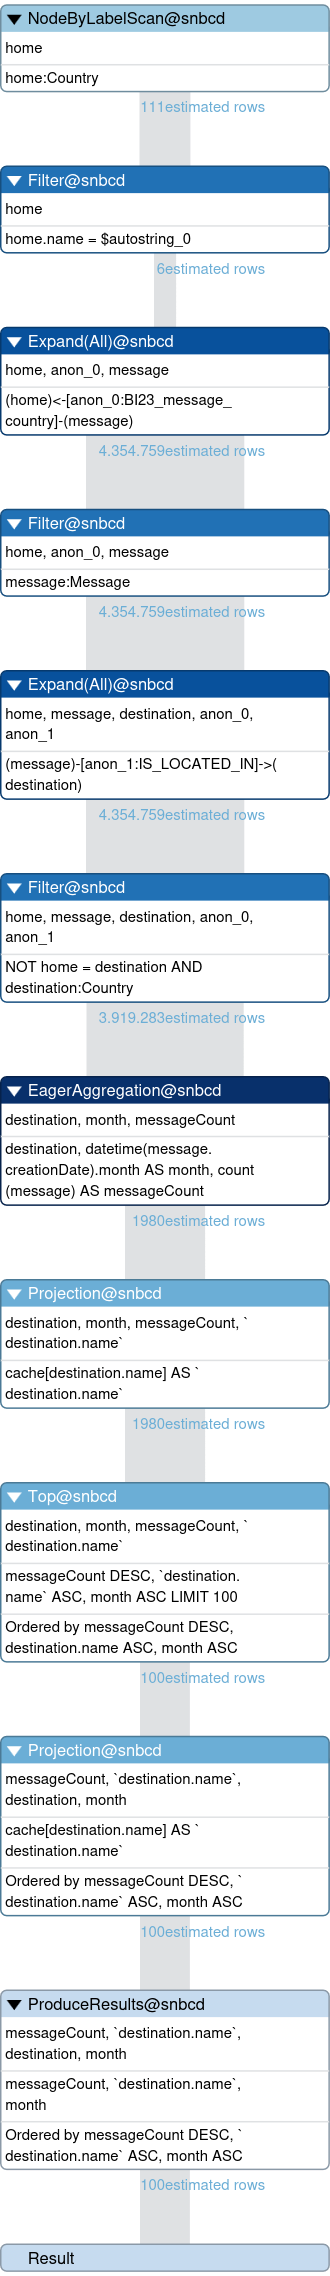 NodeByLabelScan@snbcd
home
home:Country
111estimated rows
Filter@snbcd
home
home.name = $autostring_0
6estimated rows
Expand(All)@snbcd
home, anon_0, message
(home)<-[anon_0:BI23_message_
country]-(message)
4.354.759estimated rows
Filter@snbcd
home, anon_0, message
message:Message
4.354.759estimated rows
Expand(All)@snbcd
home, message, destination, anon_0,
anon_1
(message)-[anon_1:IS_LOCATED_IN]->(
destination)
4.354.759estimated rows
Filter@snbcd
home, message, destination, anon_0,
anon_1
NOT home = destination AND
destination:Country
3.919.283estimated rows
EagerAggregation@snbcd
destination, month, messageCount
destination, datetime(message.
creationDate).month AS month, count
(message) AS messageCount
1980estimated rows
Projection@snbcd
destination, month, messageCount, `
destination.name`
cache[destination.name] AS `
destination.name`
1980estimated rows
Top@snbcd
destination, month, messageCount, `
destination.name`
messageCount DESC, `destination.
name` ASC, month ASC LIMIT 100
Ordered by messageCount DESC,
destination.name ASC, month ASC
100estimated rows
Projection@snbcd
messageCount, `destination.name`,
destination, month
cache[destination.name] AS `
destination.name`
Ordered by messageCount DESC, `
destination.name` ASC, month ASC
100estimated rows
ProduceResults@snbcd
messageCount, `destination.name`,
destination, month
messageCount, `destination.name`,
month
Ordered by messageCount DESC, `
destination.name` ASC, month ASC
100estimated rows
Result